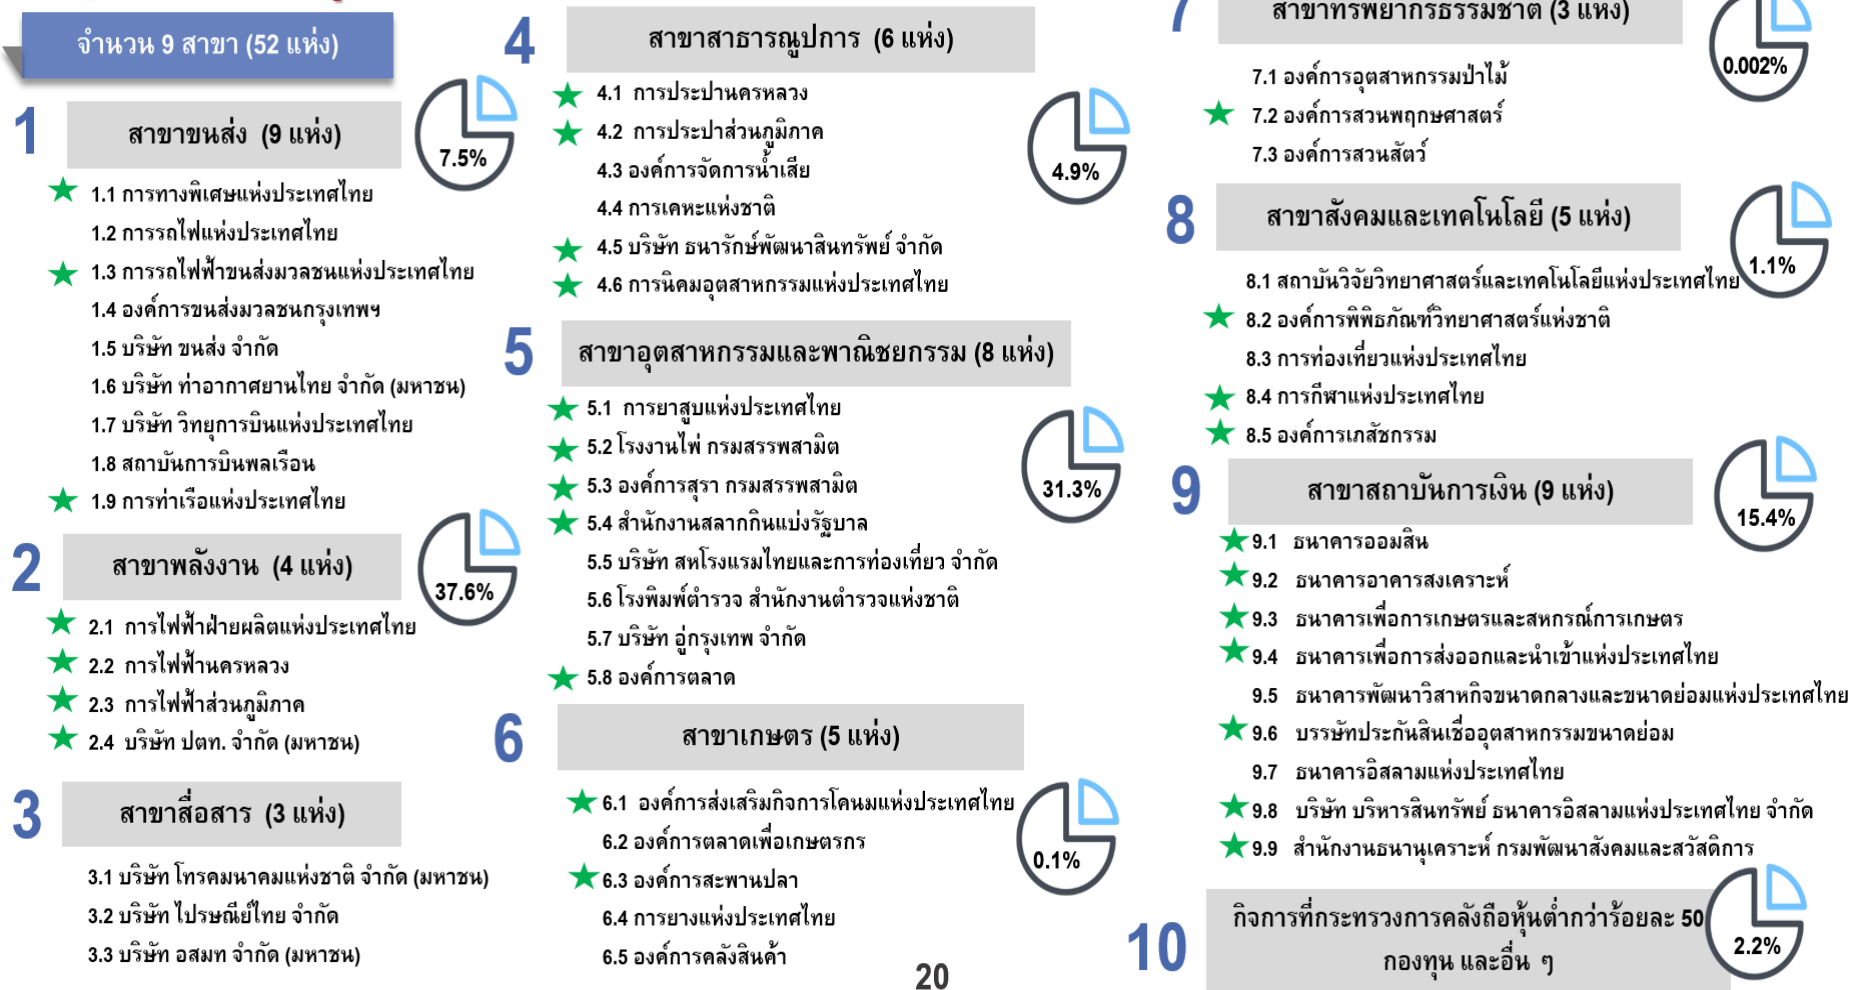 จำนวน 9 สาขา (52 แห่ง)
1
สาขาขนส่ง (9 แห่ง)
7.5%
1.1 การทางพิเศษแห่งประเทศไทย
1.2 การรถไฟแห่งประเทศไทย
1.3 การรถไฟฟ้าขนส่งมวลชนแห่งประเทศไทย
1.4 องค์การขนส่งมวลชนกรุงเทพฯ
1.5 บริษัท ขนส่ง จำกัด
1.6 บริษัท ท่าอากาศยานไทย จำกัด (มหาชน)
1.7 บริษัท วิทยุการบินแห่งประเทศไทย
1.8 สถาบันการบินพลเรือน
1.9 การท่าเรือแห่งประเทศไทย
2
สาขาพลังงาน (4 แห่ง)
37.6%
2.1 การไฟฟ้าฝ่ายผลิตแห่งประเทศไทย
2.2 การไฟฟ้านครหลวง
2.3 การไฟฟ้าส่วนภูมิภาค
2.4 บริษัท ปตท. จำกัด (มหาชน)
3
สาขาสื่อสาร (3 แห่ง)
3.1 บริษัท โทรคมนาคมแห่งชาติ จำกัด (มหาชน)
3.2 บริษัท ไปรษณีย์ไทย จำกัด
3.3 บริษัท อสมท จำกัด (มหาชน)
4
สาขาสาธารณูปการ (6 แห่ง)
4.1 การประปานครหลวง
4.2 การประปาส่วนภูมิภาค
4.3 องค์การจัดการน้ำเสีย
4.4 การเคหะแห่งชาติ
4.5 บริษัท ธนารักษ์พัฒนาสินทรัพย์ จำกัด
4.6 การนิคมอุตสาหกรรมแห่งประเทศไทย
4.9%
5
สาขาอุตสาหกรรมและพาณิชยกรรม (8 แห่ง)
5.1 การยาสูบแห่งประเทศไทย
5.2 โรงงานไพ่ กรมสรรพสามิต
5.3 องค์การสุรา กรมสรรพสามิต
5.4 สำนักงานสลากกินแบ่งรัฐบาล
5.5 บริษัท สหโรงแรมไทยและการท่องเที่ยว จำกัด
5.6 โรงพิมพ์ตำรวจ สำนักงานตำรวจแห่งชาติ
5.7 บริษัท อู่กรุงเทพ จำกัด
5.8 องค์การตลาด
31.3%
6
สาขาเกษตร (5 แห่ง)
6.1 องค์การส่งเสริมกิจการโคนมแห่งประเทศไทย
6.2 องค์การตลาดเพื่อเกษตรกร
6.3 องค์การสะพานปลา
6.4 การยางแห่งประเทศไทย
6.5 องค์การคลังสินค้า
0.1%
7
สาขาทรัพยากรธรรมชาติ (3 แห่ง)
0.002%
7.1 องค์การอุตสาหกรรมป่าไม้
7.2 องค์การสวนพฤกษศาสตร์
7.3 องค์การสวนสัตว์
8
สาขาสังคมและเทคโนโลยี (5 แห่ง)
1.1%
8.1 สถาบันวิจัยวิทยาศาสตร์และเทคโนโลยีแห่งประเทศไทย
8.2 องค์การพิพิธภัณฑ์วิทยาศาสตร์แห่งชาติ
8.3 การท่องเที่ยวแห่งประเทศไทย
8.4 การกีฬาแห่งประเทศไทย
8.5 องค์การเภสัชกรรม
9
สาขาสถาบันการเงิน (9 แห่ง)
15.4%
9.1 ธนาคารออมสิน
9.2 ธนาคารอาคารสงเคราะห์
9.3 ธนาคารเพื่อการเกษตรและสหกรณ์การเกษตร
9.4 ธนาคารเพื่อการส่งออกและนำเข้าแห่งประเทศไทย
9.5 ธนาคารพัฒนาวิสาหกิจขนาดกลางและขนาดย่อมแห่งประเทศไทย
9.6 บรรษัทประกันสินเชื่ออุตสาหกรรมขนาดย่อม
9.7 ธนาคารอิสลามแห่งประเทศไทย
9.8 บริษัท บริหารสินทรัพย์ ธนาคารอิสลามแห่งประเทศไทย จำกัด
9.9 สำนักงานธนานุเคราะห์ กรมพัฒนาสังคมและสวัสดิการ
10
กิจการที่กระทรวงการคลังถือหุ้นต่ำกว่าร้อยละ 50
กองทุน และอื่น ๆ
2.2%
20